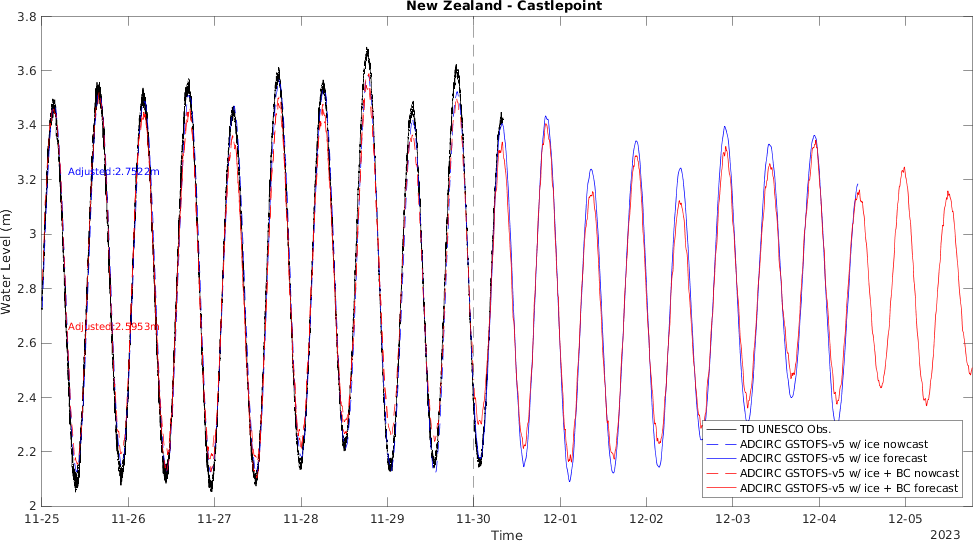 New Zealand - Castlepoint
3.8
3.6
3.4
3.2
3
2.8
2.6
2.4
2.2
2
Water Level (m)
Adjusted:2.7522m
Adjusted:2.5953m
TD UNESCO Obs.
ADCIRC GSTOFS-v5 w/ ice nowcast
ADCIRC GSTOFS-v5 w/ ice forecast
ADCIRC GSTOFS-v5 w/ ice + BC nowcast
ADCIRC GSTOFS-v5 w/ ice + BC forecast
11-25 11-26 11-27 11-28 11-29 11-30 12-01 12-02 12-03 12-04 12-05
Time
2023